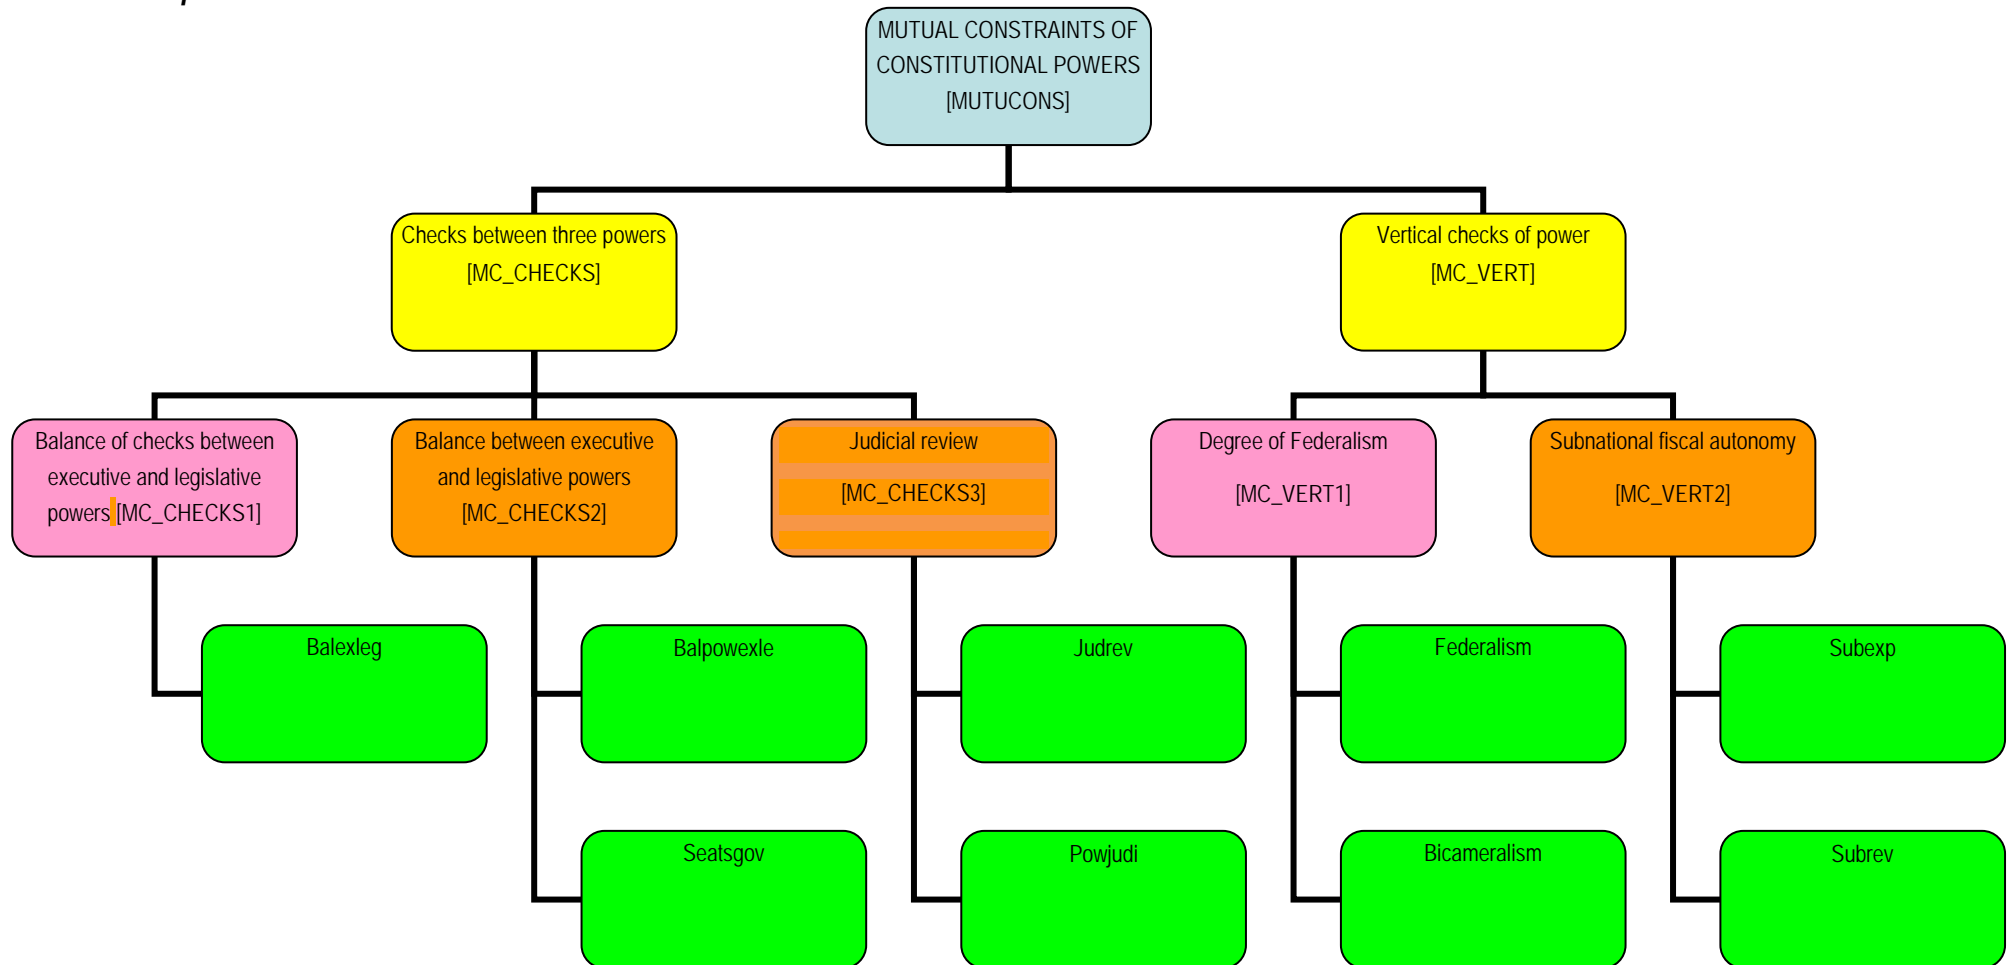 MUTUAL CONSTRAINTS OF
CONSTITUTIONAL POWERS
[MUTUCONS]
Checks between three powers
[MC_CHECKS]
Vertical checks of power
[MC_VERT]
Balance of checks between
executive and legislative
powers [MC_CHECKS1]
Balance between executive
and legislative powers
[MC_CHECKS2]
Judicial review
[MC_CHECKS3]
Degree of Federalism
[MC_VERT1]
Subnational fiscal autonomy
[MC_VERT2]
Balexleg
Balpowexle
Judrev
Federalism
Subexp
Seatsgov
Powjudi
Bicameralism
Subrev